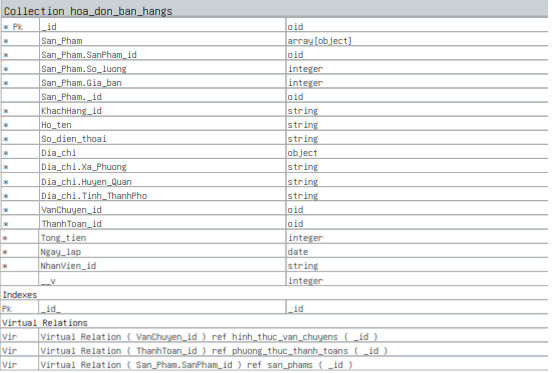 Collection hoa_don_ban_hangs
* Pk _id oid
* San_Pham array[object]
* San_Pham.SanPham_id oid
* San_Pham.So_luong integer
* San_Pham.Gia_ban integer
San_Pham._id oid
* KhachHang_id string
* Ho_ten string
* So_dien_thoai string
* Dia_chi object
* Dia_chi.Xa_Phuong string
* Dia_chi.Huyen_Quan string
* Dia_chi.Tinh_ThanhPho string
* VanChuyen_id oid
* ThanhToan_id oid
* Tong_tien integer
* Ngay_lap date
* NhanVien_id string
__v integer
Indexes
Pk _id_ _id
Virtual Relations
Vir Virtual Relation ( VanChuyen_id ) ref hinh_thuc_van_chuyens ( _id )
Vir Virtual Relation ( ThanhToan_id ) ref phuong_thuc_thanh_toans ( _id )
Vir Virtual Relation ( San_Pham.SanPham_id ) ref san_phams ( _id )